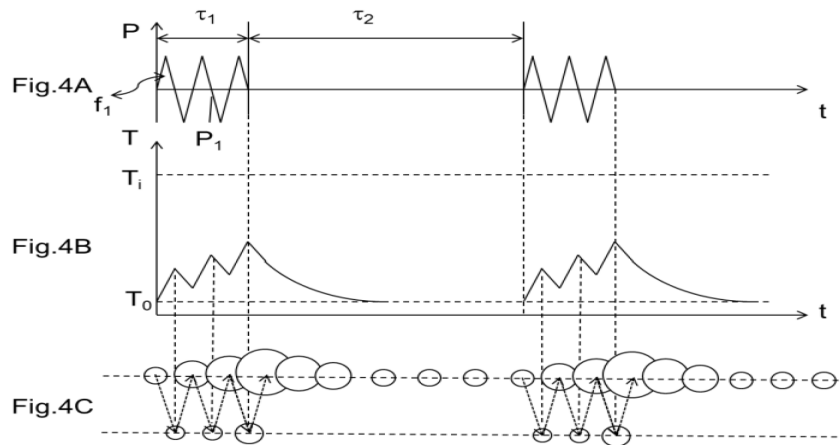 τ1 τ2
P
Fig.4A
f1
P1
t
T
Ti
Fig.4B
T0
t
Fig.4C